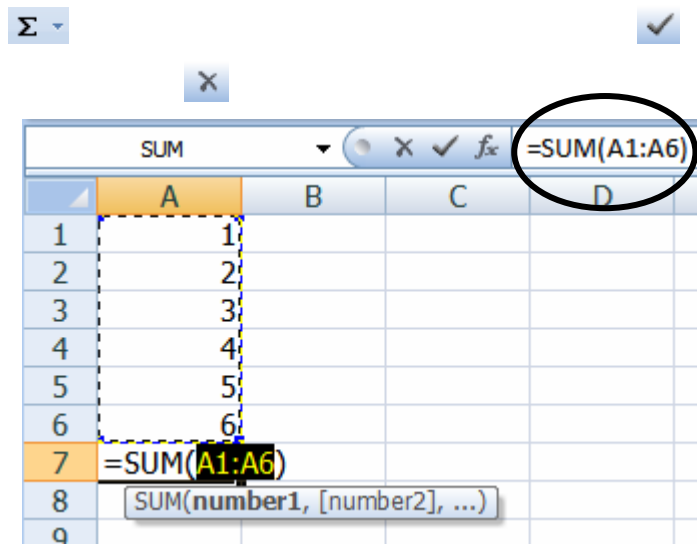 Σ
SUM fx =SUM(A1:A6)
A B C D
1 1
2 2
3 3
4 4
5 5
6 6
7 =SUM(A1:A6)
8 SUM(number1, [number2], ...)
9